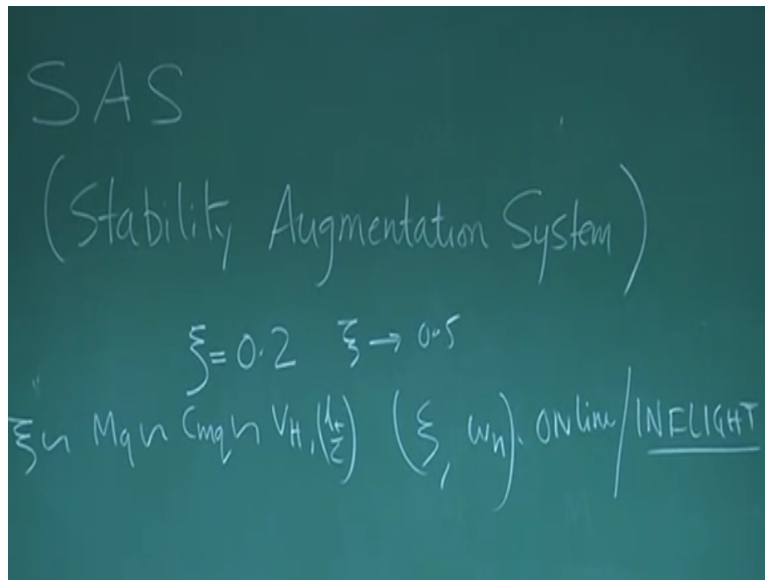 SAS
(Stability Augmentation System)
ξ = 0.2 ξ → 0.5
ξ ~ Mq ~ Cmq ~ VH, (lt/c̄) (ξ, ωn). ONline/INFLIGHT